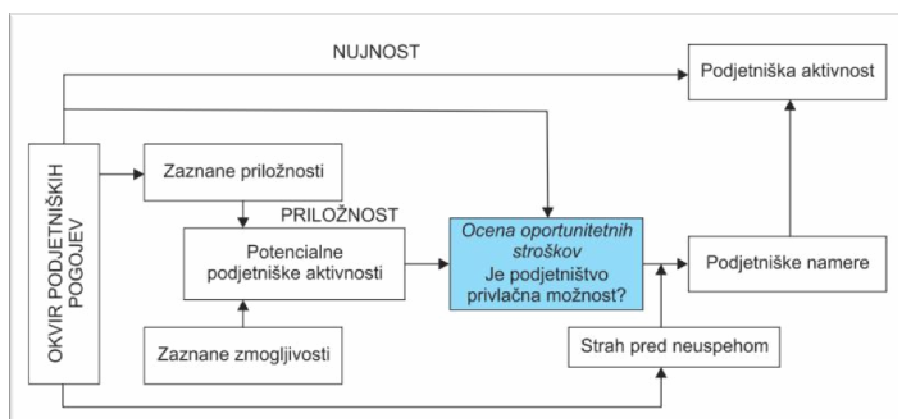 NUJNOST
Podjetniška aktivnost
OKVIR PODJETNIŠKIH
POGOJEV
Zaznane priložnosti
PRILOŽNOST
Potencialne
podjetniške aktivnosti
Ocena oportunitetnih
stroškov
Je podjetništvo
privlačna možnost?
Podjetniške namere
Zaznane zmogljivosti
Strah pred neuspehom